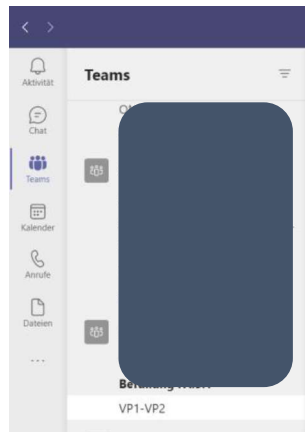 Aktivität
Chat
Teams
Kalender
Anrufe
Dateien
...
Teams
VP1-VP2